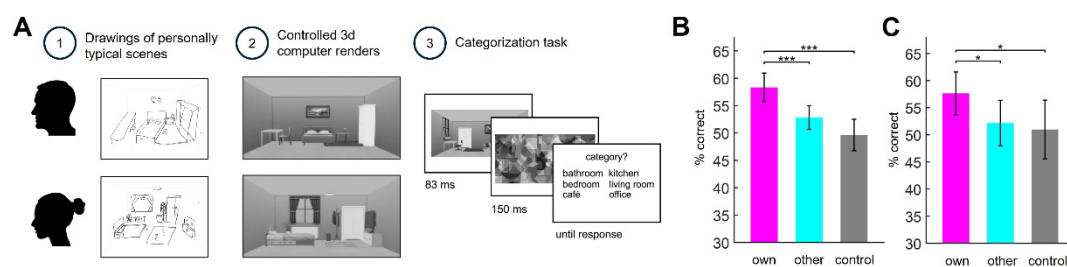 A
1 Drawings of personally typical scenes
2 Controlled 3d computer renders
3 Categorization task
83 ms
150 ms
category?
bathroom kitchen
bedroom living room
café office
until response
B
65
60
55
50
45
40
35
30
% correct
***
***
own other control
C
65
60
55
50
45
40
35
30
% correct
*
*
own other control